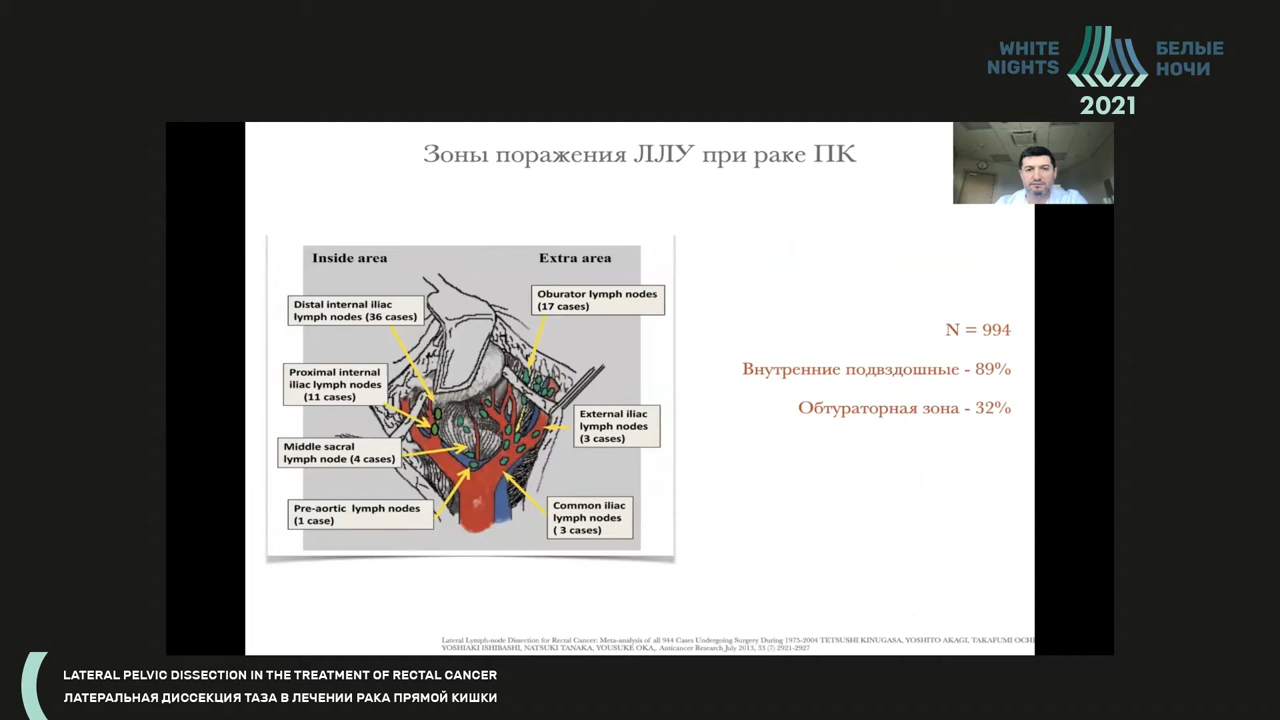 WHITE
NIGHTS
БЕЛЫЕ
НОЧИ
2021
Зоны поражения ЛЛУ при раке ПК
Inside area
Extra area
Distal internal iliac
lymph nodes (36 cases)
Oburator lymph nodes
(17 cases)
Proximal internal
iliac lymph nodes
(11 cases)
External iliac
lymph nodes
(3 cases)
Middle sacral
lymph node (4 cases)
Pre-aortic lymph nodes
(1 case)
Common iliac
lymph nodes
( 3 cases)
N = 994
Внутренние подвздошные - 89%
Обтураторная зона - 32%
Lateral Lymph-node Dissection for Rectal Cancer: Meta-analysis of all 944 Cases Undergoing Surgery During 1975-2004 TETSUSHI KINUGASA, YOSHITO AKAGI, TAKAFUMI OCHI
YOSHIAKI ISHIBASHI, NATSUKI TANAKA, YOUSUKE OKA,. Anticancer Research July 2013, 33 (7) 2921-2927
LATERAL PELVIC DISSECTION IN THE TREATMENT OF RECTAL CANCER
ЛАТЕРАЛЬНАЯ ДИССЕКЦИЯ ТАЗА В ЛЕЧЕНИИ РАКА ПРЯМОЙ КИШКИ